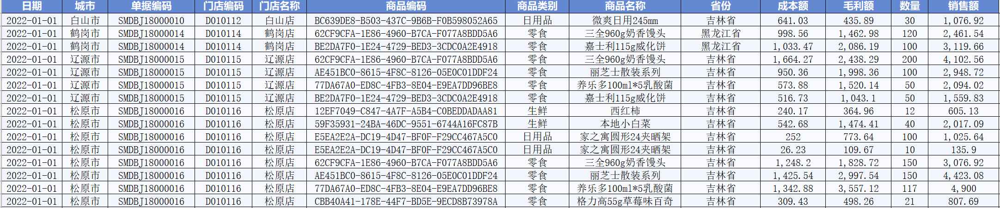 日期 城市 单据编码 门店编码 门店名称 商品编码 商品类别 商品名称 省份 成本额 毛利额 数量 销售额
2022-01-01 白山市 SMDBJ18000010 D010112 白山店 BC639DE8-B503-437C-9B6B-F0B598052A65 日用品 微爽日用245mm 吉林省 641.03 435.89 30 1,076.92
2022-01-01 鹤岗市 SMDBJ18000014 D010114 鹤岗店 62CF9CFA-1E86-4960-B7CA-F077A8BDD5A6 零食 三全960g奶香馒头 黑龙江省 998.56 1,462.98 120 2,461.54
2022-01-01 鹤岗市 SMDBJ18000014 D010114 鹤岗店 BE2DA7F0-1E24-4729-BED3-3CDC0A2E4918 零食 嘉士利115g威化饼 黑龙江省 1,033.47 2,086.19 100 3,119.66
2022-01-01 辽源市 SMDBJ18000015 D010115 辽源店 62CF9CFA-1E86-4960-B7CA-F077A8BDD5A6 零食 三全960g奶香馒头 吉林省 1,664.27 2,438.29 200 4,102.56
2022-01-01 辽源市 SMDBJ18000015 D010115 辽源店 AE451BC0-8615-4F8C-8126-05E0C01DDF24 零食 丽芝士散装系列 吉林省 950.36 1,998.36 100 2,948.72
2022-01-01 辽源市 SMDBJ18000015 D010115 辽源店 77DA67A0-ED8C-4FB3-8E04-E9EA7DD96BE8 零食 养乐多100ml*5乳酸菌 吉林省 573.88 1,520.14 50 2,094.02
2022-01-01 辽源市 SMDBJ18000015 D010115 辽源店 BE2DA7F0-1E24-4729-BED3-3CDC0A2E4918 零食 嘉士利115g威化饼 吉林省 516.73 1,043.1 50 1,559.83
2022-01-01 松原市 SMDBJ18000016 D010116 松原店 12EF7049-C847-4A7F-A5B4-C0BEDDADAA81 生鲜 西红柿 吉林省 240.17 364.96 12 605.13
2022-01-01 松原市 SMDBJ18000016 D010116 松原店 59F35931-24BA-46DC-9551-6744A16FC87B 生鲜 本地小白菜 吉林省 542.68 1,474.41 40 2,017.09
2022-01-01 松原市 SMDBJ18000016 D010116 松原店 E5EA2E2A-DC19-4D47-BF0F-F29CC467A5C0 日用品 家之寓圆形24夹晒架 吉林省 252 773.64 100 1,025.64
2022-01-01 松原市 SMDBJ18000016 D010116 松原店 E5EA2E2A-DC19-4D47-BF0F-F29CC467A5C0 日用品 家之寓圆形24夹晒架 吉林省 26.23 109.67 10 135.9
2022-01-01 松原市 SMDBJ18000016 D010116 松原店 62CF9CFA-1E86-4960-B7CA-F077A8BDD5A6 零食 三全960g奶香馒头 吉林省 1,248.2 1,828.72 150 3,076.92
2022-01-01 松原市 SMDBJ18000016 D010116 松原店 AE451BC0-8615-4F8C-8126-05E0C01DDF24 零食 丽芝士散装系列 吉林省 1,425.54 2,997.54 150 4,423.08
2022-01-01 松原市 SMDBJ18000016 D010116 松原店 77DA67A0-ED8C-4FB3-8E04-E9EA7DD96BE8 零食 养乐多100ml*5乳酸菌 吉林省 1,342.88 3,557.12 117 4,900
2022-01-01 松原市 SMDBJ18000016 D010116 松原店 CBB40A41-178E-44F7-BD5E-9ECD8B73978A 零食 格力高55g草莓味百奇 吉林省 309.43 498.26 21 807.69